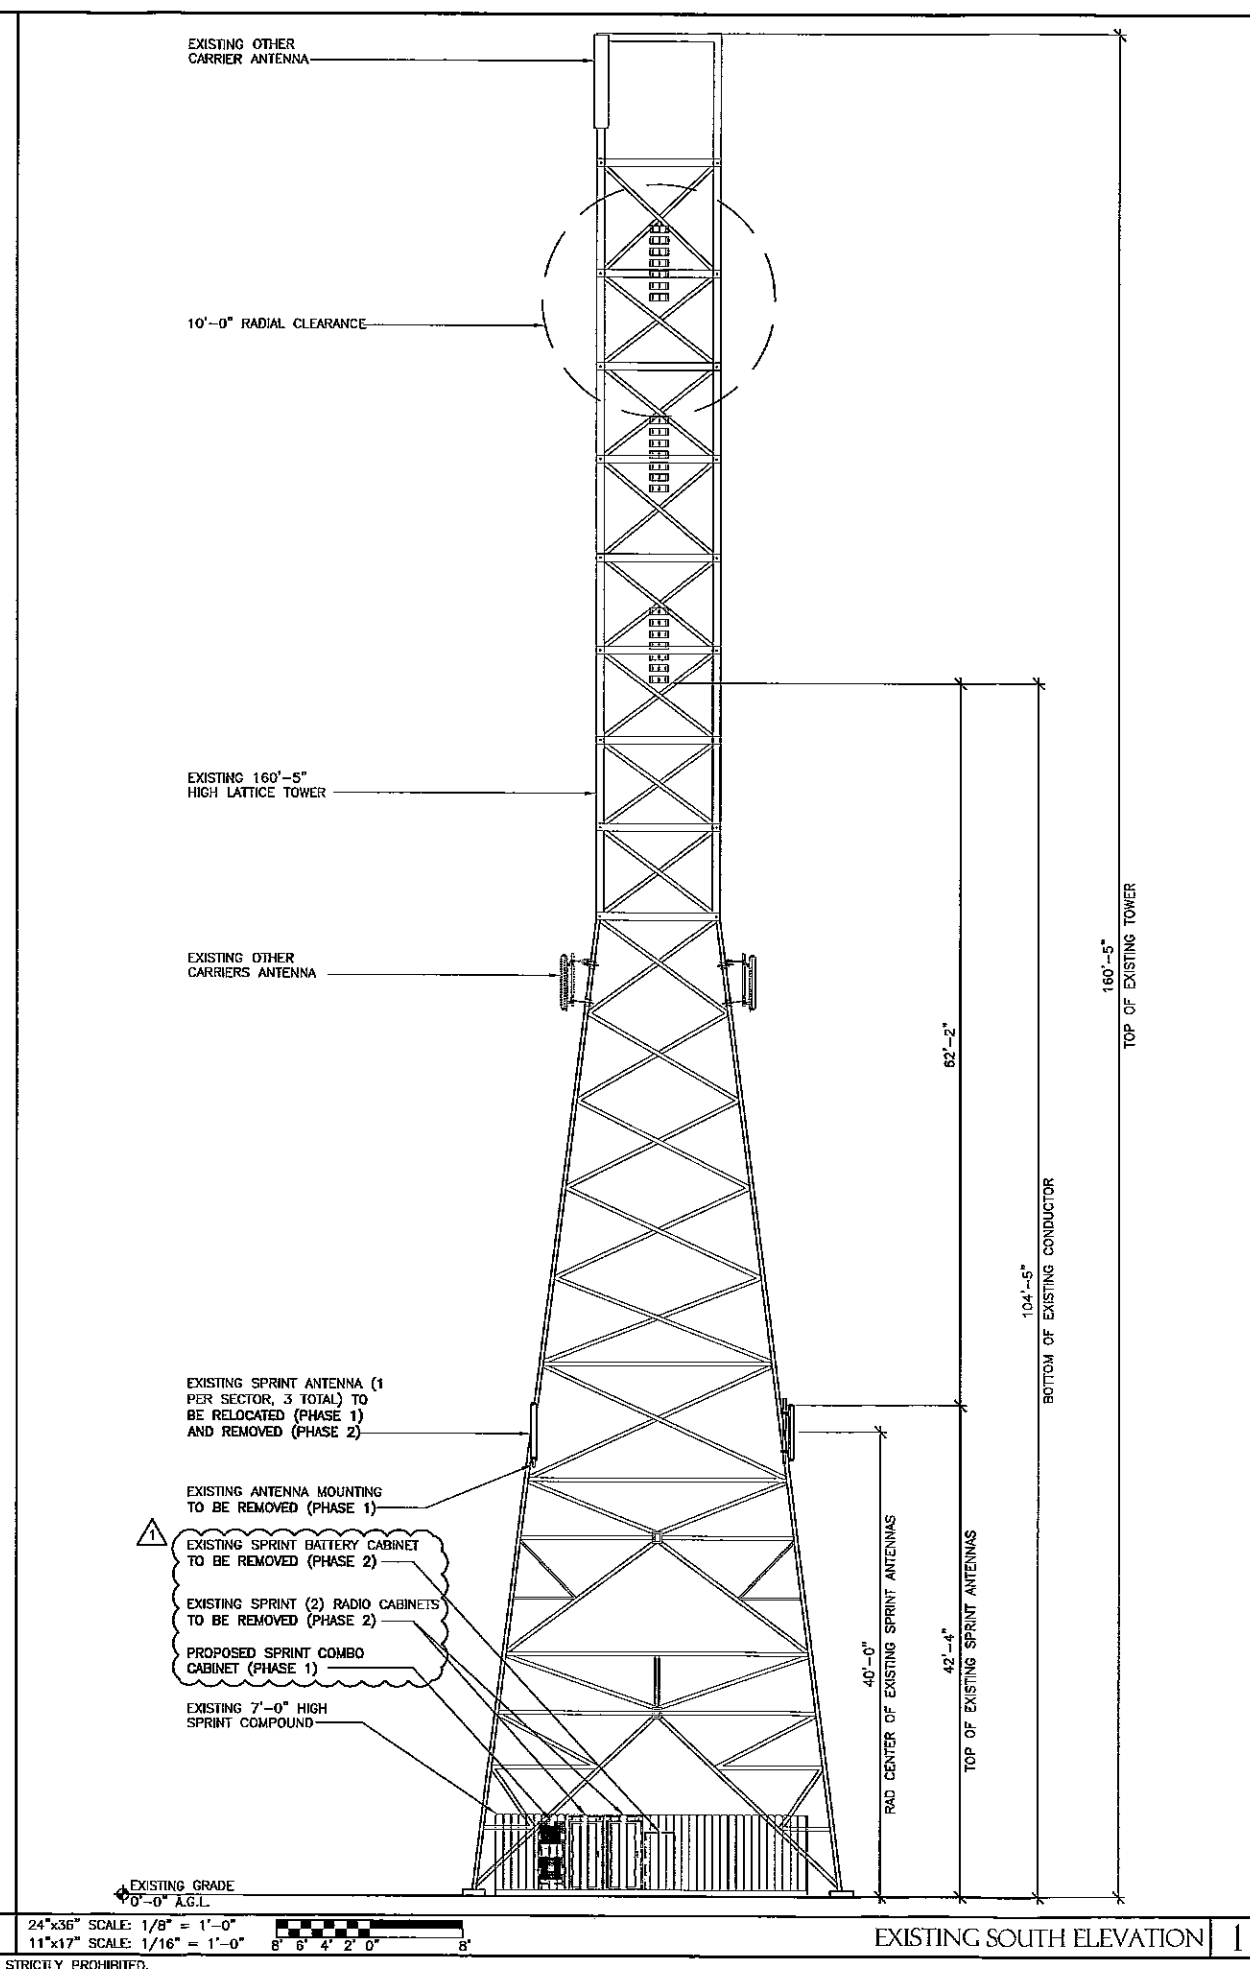 EXISTING OTHER
CARRIER ANTENNA
10'-0" RADIAL CLEARANCE
EXISTING 160'-5"
HIGH LATTICE TOWER
EXISTING OTHER
CARRIERS ANTENNA
EXISTING SPRINT ANTENNA (1
PER SECTOR, 3 TOTAL) TO
BE RELOCATED (PHASE 1)
AND REMOVED (PHASE 2)
EXISTING ANTENNA MOUNTING
TO BE REMOVED (PHASE 1)
1
EXISTING SPRINT BATTERY CABINET
TO BE REMOVED (PHASE 2)
EXISTING SPRINT (2) RADIO CABINETS
TO BE REMOVED (PHASE 2)
PROPOSED SPRINT COMBO
CABINET (PHASE 1)
EXISTING 7'-0" HIGH
SPRINT COMPOUND
EXISTING GRADE
0'-0" A.G.L.
40'-0"
RAD CENTER OF EXISTING SPRINT ANTENNAS
62'-2"
42'-4"
TOP OF EXISTING SPRINT ANTENNAS
104'-5"
BOTTOM OF EXISTING CONDUCTOR
160'-5"
TOP OF EXISTING TOWER
24"x36" SCALE: 1/8" = 1'-0"
11"x17" SCALE: 1/16" = 1'-0"
8' 6' 4' 2' 0' 8'
EXISTING SOUTH ELEVATION 1
STRICTLY PROHIBITED.